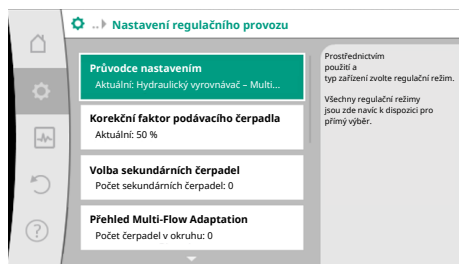 ..▸ Nastavení regulačního provozu
Průvodce nastavením
Aktuální: Hydraulický vyrovnávač – Multi...
Korekční faktor podávacího čerpadla
Aktuální: 50 %
Volba sekundárních čerpadel
Počet sekundárních čerpadel: 0
Přehled Multi-Flow Adaptation
Počet čerpadel v okruhu: 0
Prostřednictvím
použití a
typ zařízení zvolte regulační režim.
Všechny regulační režimy
jsou zde navíc k dispozici pro
přímý výběr.